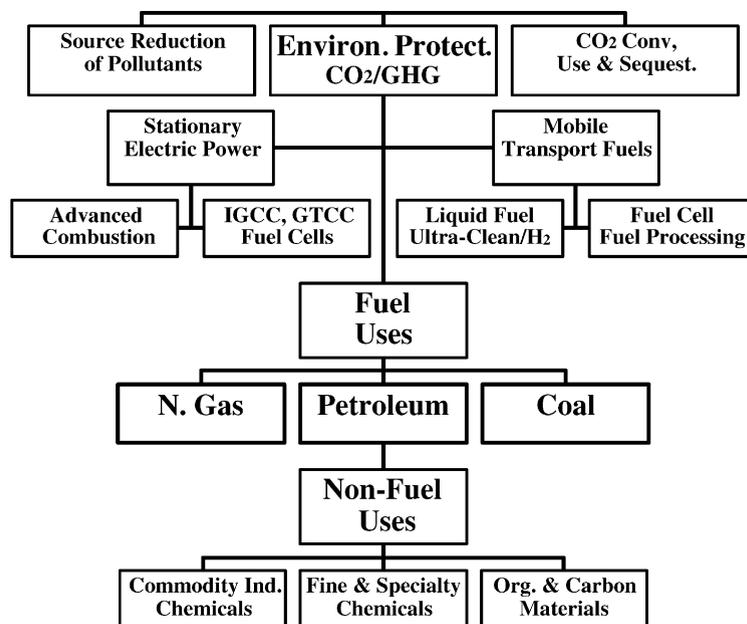 Source Reduction
of Pollutants
Environ. Protect.
CO2/GHG
CO2 Conv,
Use & Sequest.
Stationary
Electric Power
Mobile
Transport Fuels
Advanced
Combustion
IGCC, GTCC
Fuel Cells
Liquid Fuel
Ultra-Clean/H2
Fuel Cell
Fuel Processing
Fuel
Uses
N. Gas
Petroleum
Coal
Non-Fuel
Uses
Commodity Ind.
Chemicals
Fine & Specialty
Chemicals
Org. & Carbon
Materials